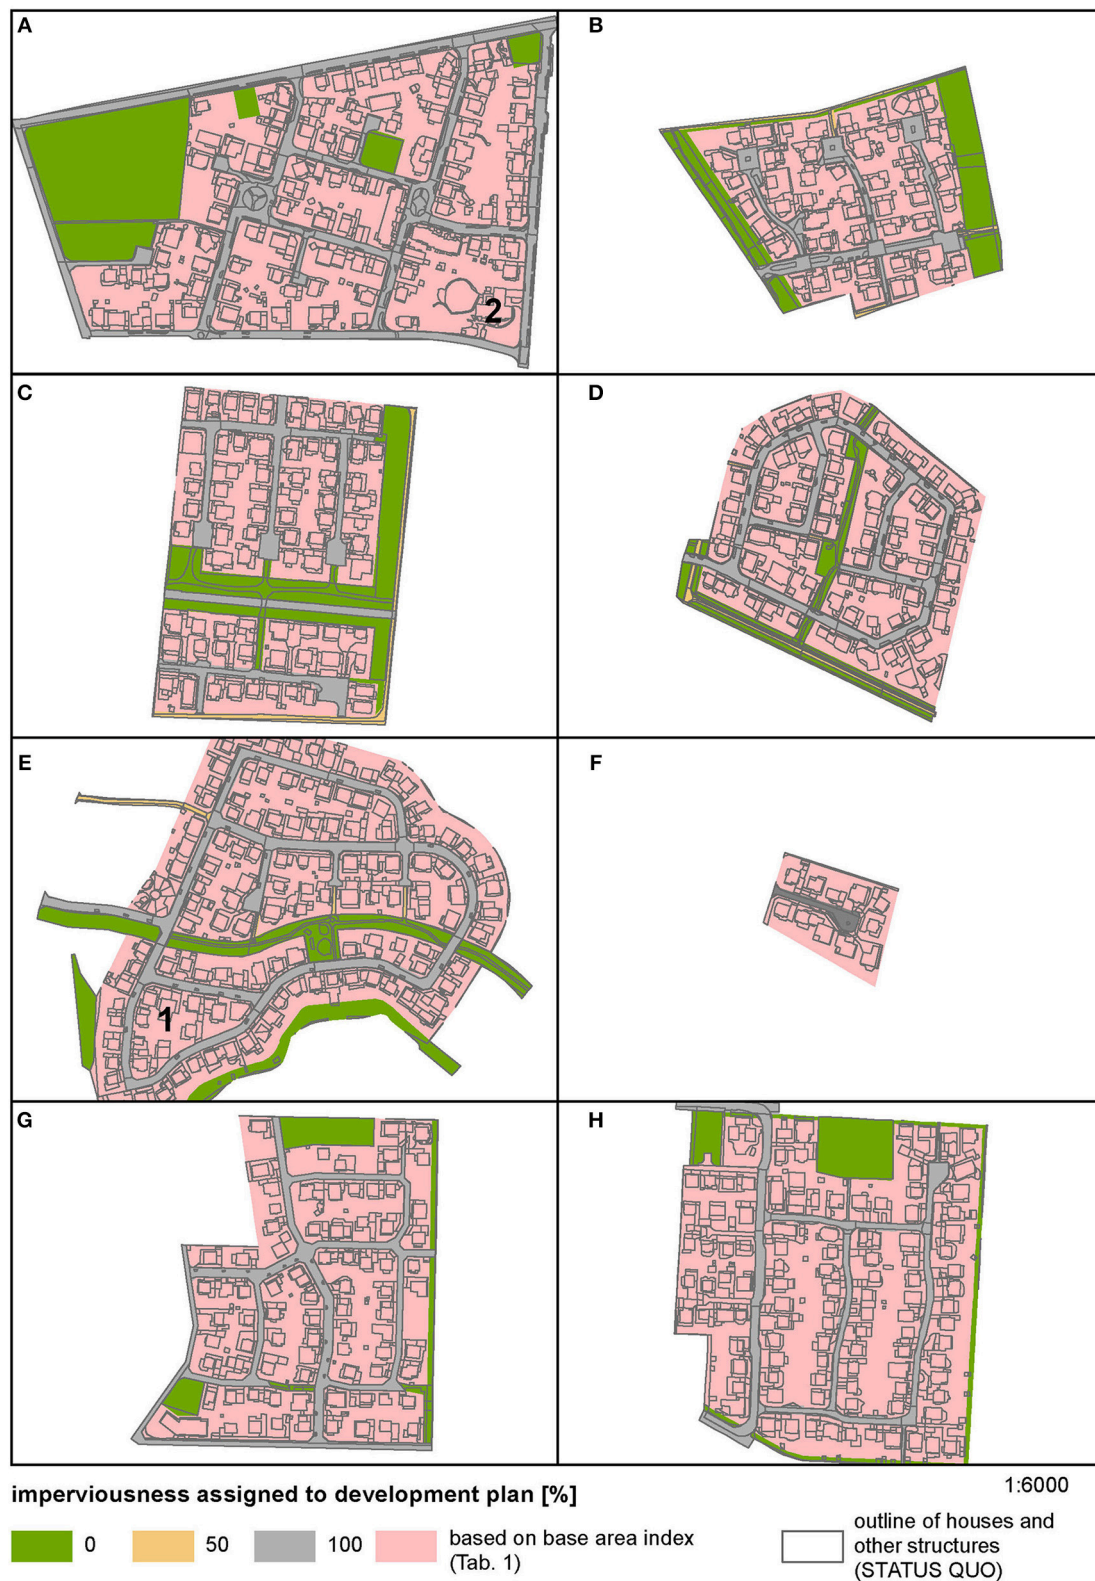 A
B
2
C
D
E
F
1
G
H
imperviousness assigned to development plan [%]
1:6000
0
50
100
based on base area index
(Tab. 1)
outline of houses and
other structures
(STATUS QUO)